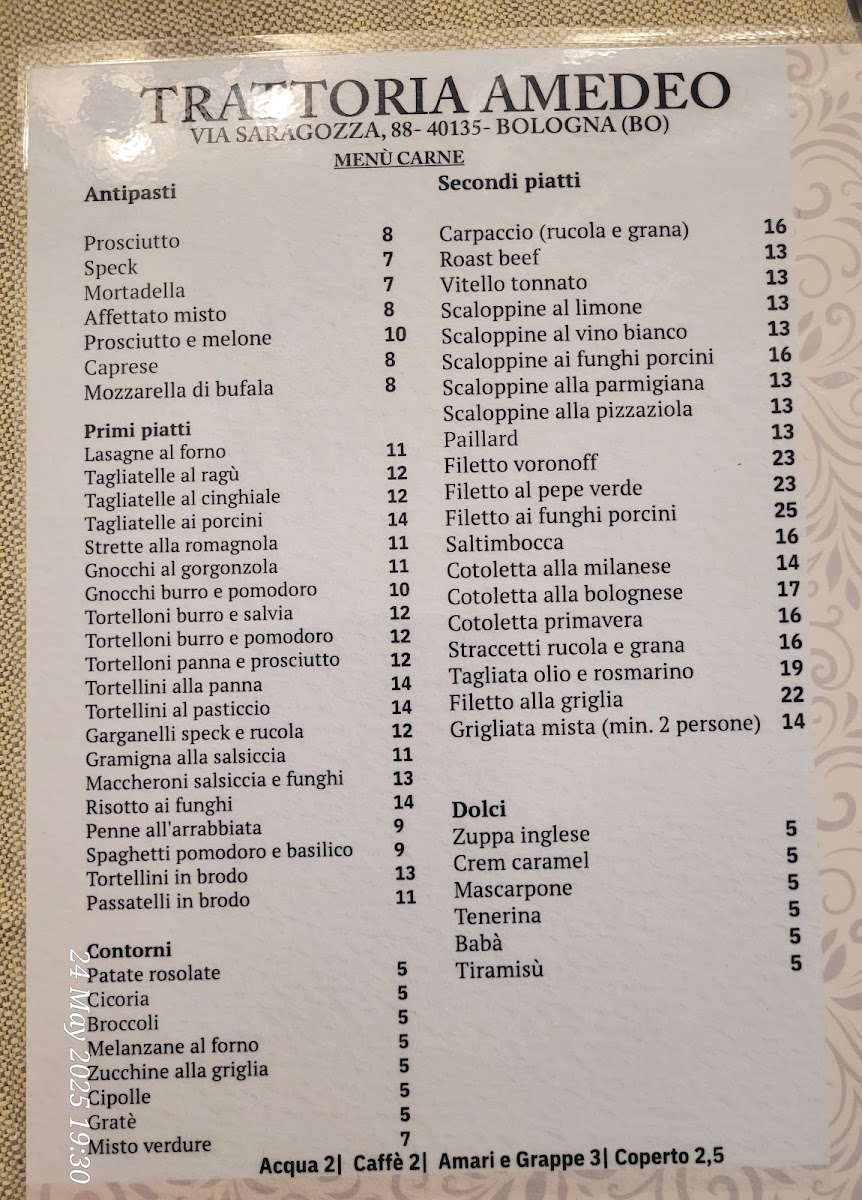 TRATTORIA AMEDEO
VIA SARAGOZZA, 88- 40135- BOLOGNA (BO)
MENÙ CARNE
Antipasti
Prosciutto 8
Speck 7
Mortadella 7
Affettato misto 8
Prosciutto e melone 10
Caprese 8
Mozzarella di bufala 8
Primi piatti
Lasagne al forno 11
Tagliatelle al ragù 12
Tagliatelle al cinghiale 12
Tagliatelle ai porcini 14
Strette alla romagnola 11
Gnocchi al gorgonzola 11
Gnocchi burro e pomodoro 10
Tortelloni burro e salvia 12
Tortelloni burro e pomodoro 12
Tortelloni panna e prosciutto 12
Tortellini alla panna 14
Tortellini al pasticcio 14
Garganelli speck e rucola 12
Gramigna alla salsiccia 11
Maccheroni salsiccia e funghi 13
Risotto ai funghi 14
Penne all'arrabbiata 9
Spaghetti pomodoro e basilico 9
Tortellini in brodo 13
Passatelli in brodo 11
Contorni
Patate rosolate 5
Cicoria 5
Broccoli 5
Melanzane al forno 5
Zucchine alla griglia 5
Cipolle 5
Gratè 5
Misto verdure 7
Secondi piatti
Carpaccio (rucola e grana) 16
Roast beef 13
Vitello tonnato 13
Scaloppine al limone 13
Scaloppine al vino bianco 13
Scaloppine ai funghi porcini 16
Scaloppine alla parmigiana 13
Scaloppine alla pizzaziola 13
Paillard 13
Filetto voronoff 23
Filetto al pepe verde 23
Filetto ai funghi porcini 25
Saltimbocca 16
Cotoletta alla milanese 14
Cotoletta alla bolognese 17
Cotoletta primavera 16
Straccetti rucola e grana 16
Tagliata olio e rosmarino 19
Filetto alla griglia 22
Grigliata mista (min. 2 persone) 14
Dolci
Zuppa inglese 5
Crem caramel 5
Mascarpone 5
Tenerina 5
Babà 5
Tiramisù 5
Acqua 2| Caffè 2| Amari e Grappe 3| Coperto 2,5
24 May 2025 19:30